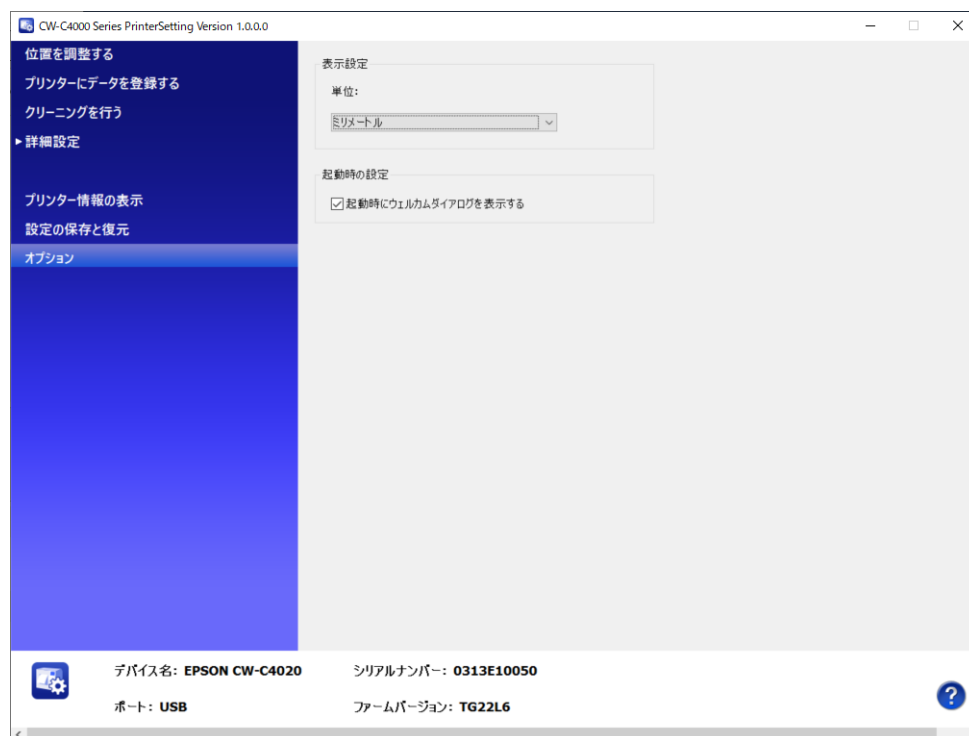 CW-C4000 Series PrinterSetting Version 1.0.0.0
位置を調整する
プリンターにデータを登録する
クリーニングを行う
詳細設定
プリンター情報の表示
設定の保存と復元
オプション
表示設定
単位:
ミリメートル
起動時の設定
起動時にウェルカムダイアログを表示する
デバイス名: EPSON CW-C4020
シリアルナンバー: 0313E10050
ポート: USB
ファームバージョン: TG22L6